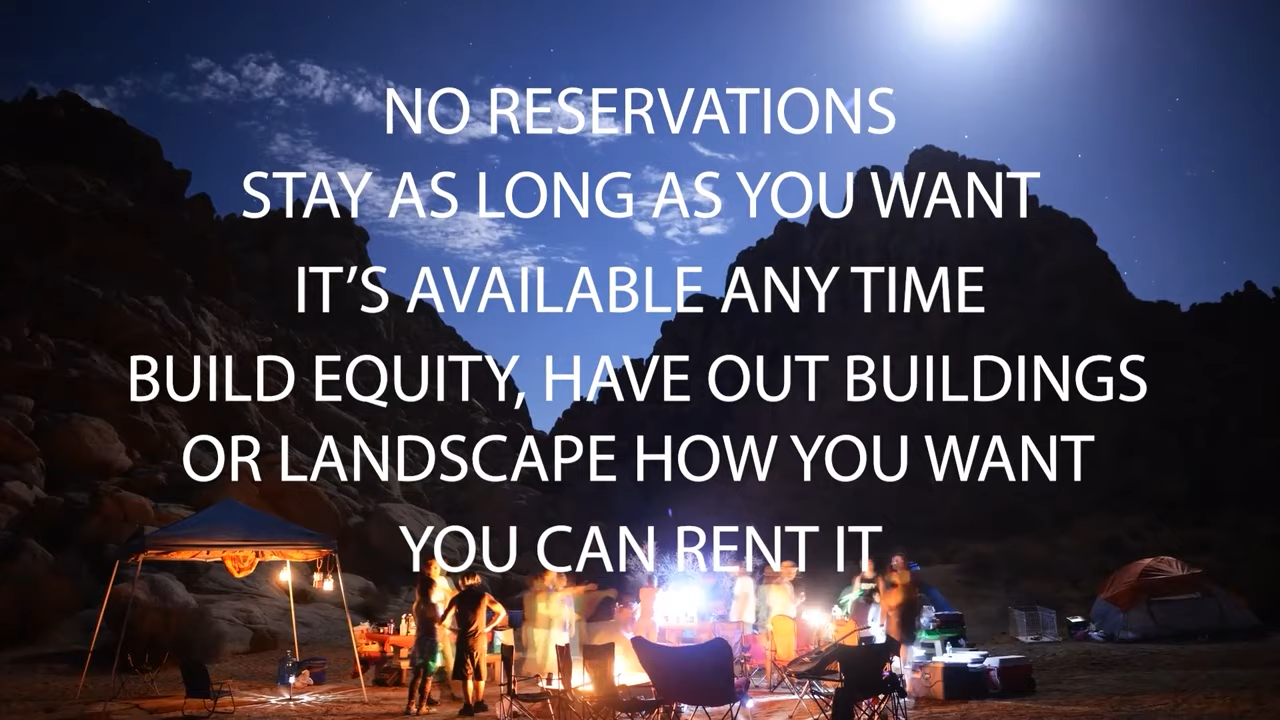 NO RESERVATIONS
STAY AS LONG AS YOU WANT
IT’S AVAILABLE ANY TIME
BUILD EQUITY, HAVE OUT BUILDINGS
OR LANDSCAPE HOW YOU WANT
YOU CAN RENT IT